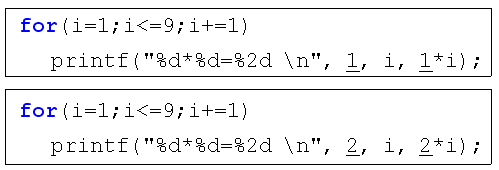 for(i=1;i<=9;i+=1)
printf("%d*%d=%2d \n", 1, i, 1*i);
for(i=1;i<=9;i+=1)
printf("%d*%d=%2d \n", 2, i, 2*i);